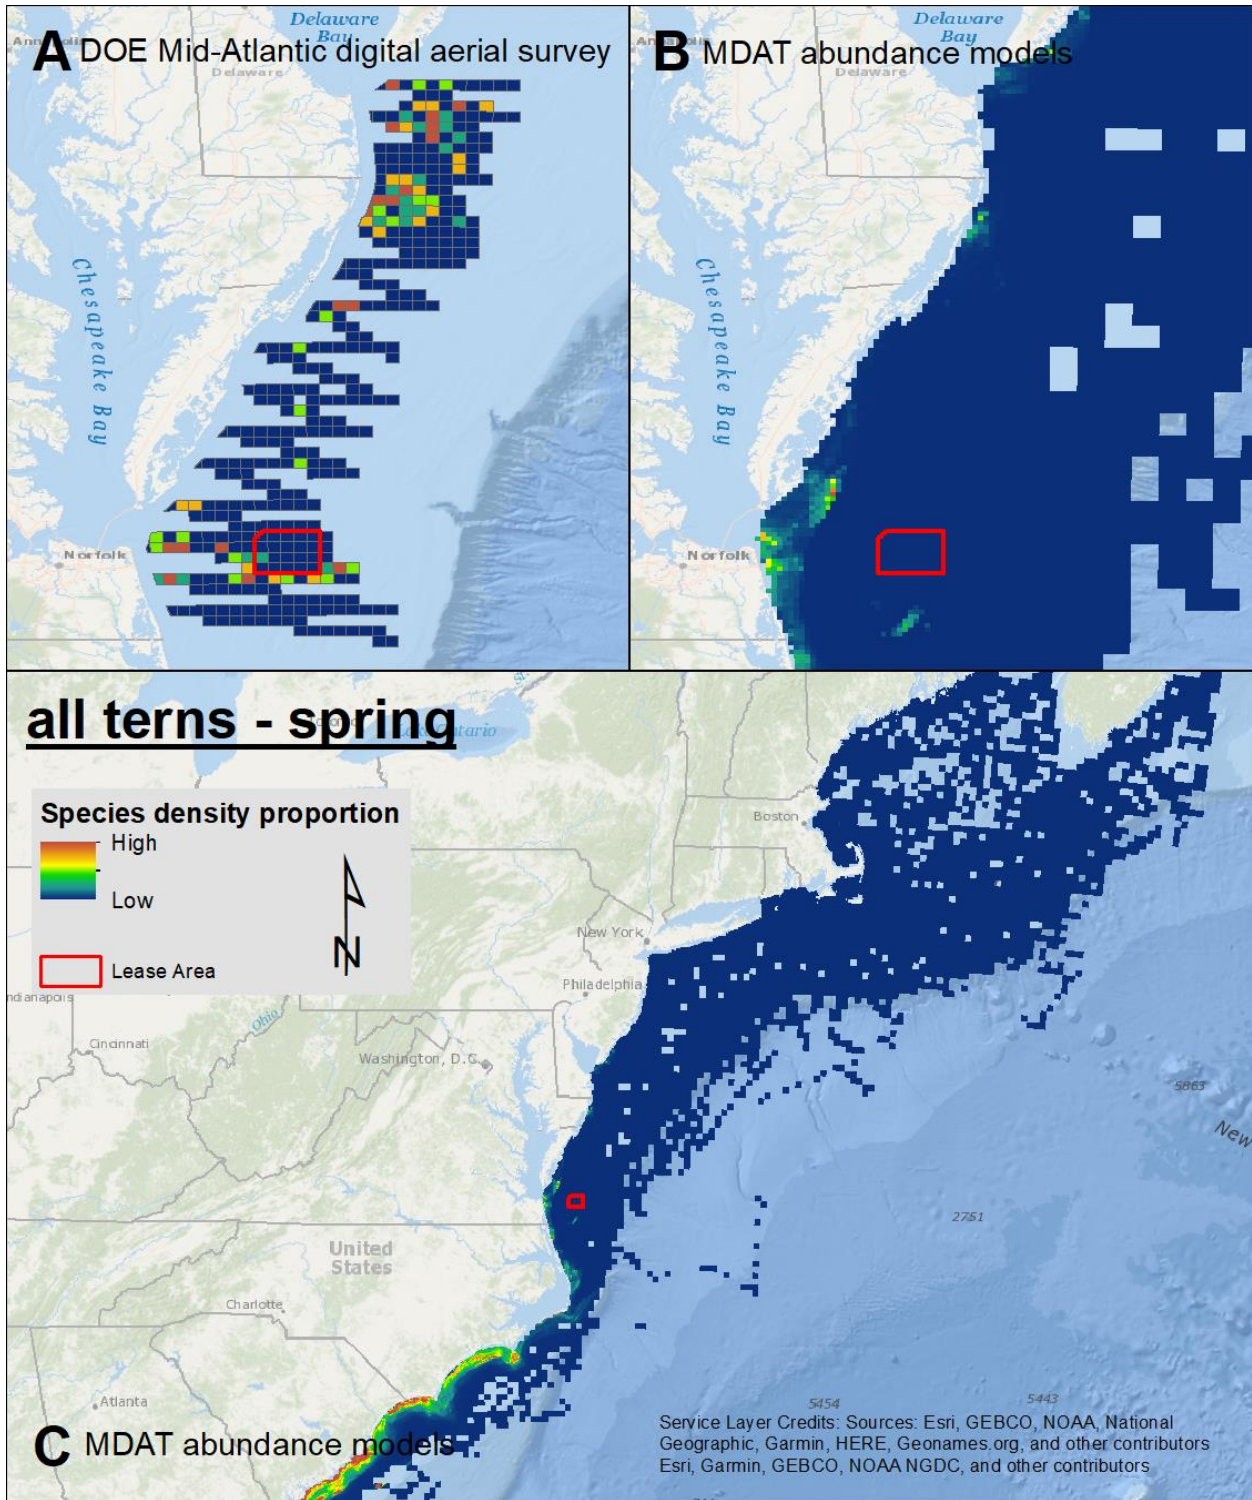 Delaware
Bay
A DOE Mid-Atlantic digital aerial survey
Delaware
Chesapeake Bay
Norfolk
Delaware
Bay
B MDAT abundance models
Delaware
Chesapeake Bay
Norfolk
all terns - spring
Species density proportion
High
Low
N
Lease Area
Boston
New York
Philadelphia
ndianapolis
Ohio
Cincinnati
Washington, D.C.
5863
New
2751
United
States
Charlotte
Atlanta
5454
5443
C MDAT abundance models
Service Layer Credits: Sources: Esri, GEBCO, NOAA, National
Geographic, Garmin, HERE, Geonames.org, and other contributors
Esri, Garmin, GEBCO, NOAA NGDC, and other contributors